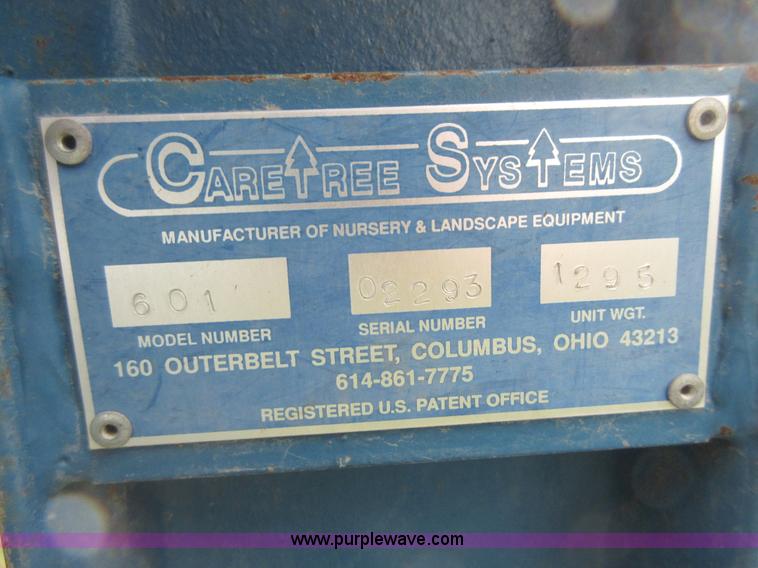 CARETREE SYSTEMS
MANUFACTURER OF NURSERY & LANDSCAPE EQUIPMENT
601 02293 1295
MODEL NUMBER SERIAL NUMBER UNIT WGT.
160 OUTERBELT STREET, COLUMBUS, OHIO 43213
614-861-7775
REGISTERED U.S. PATENT OFFICE
www.purplewave.com